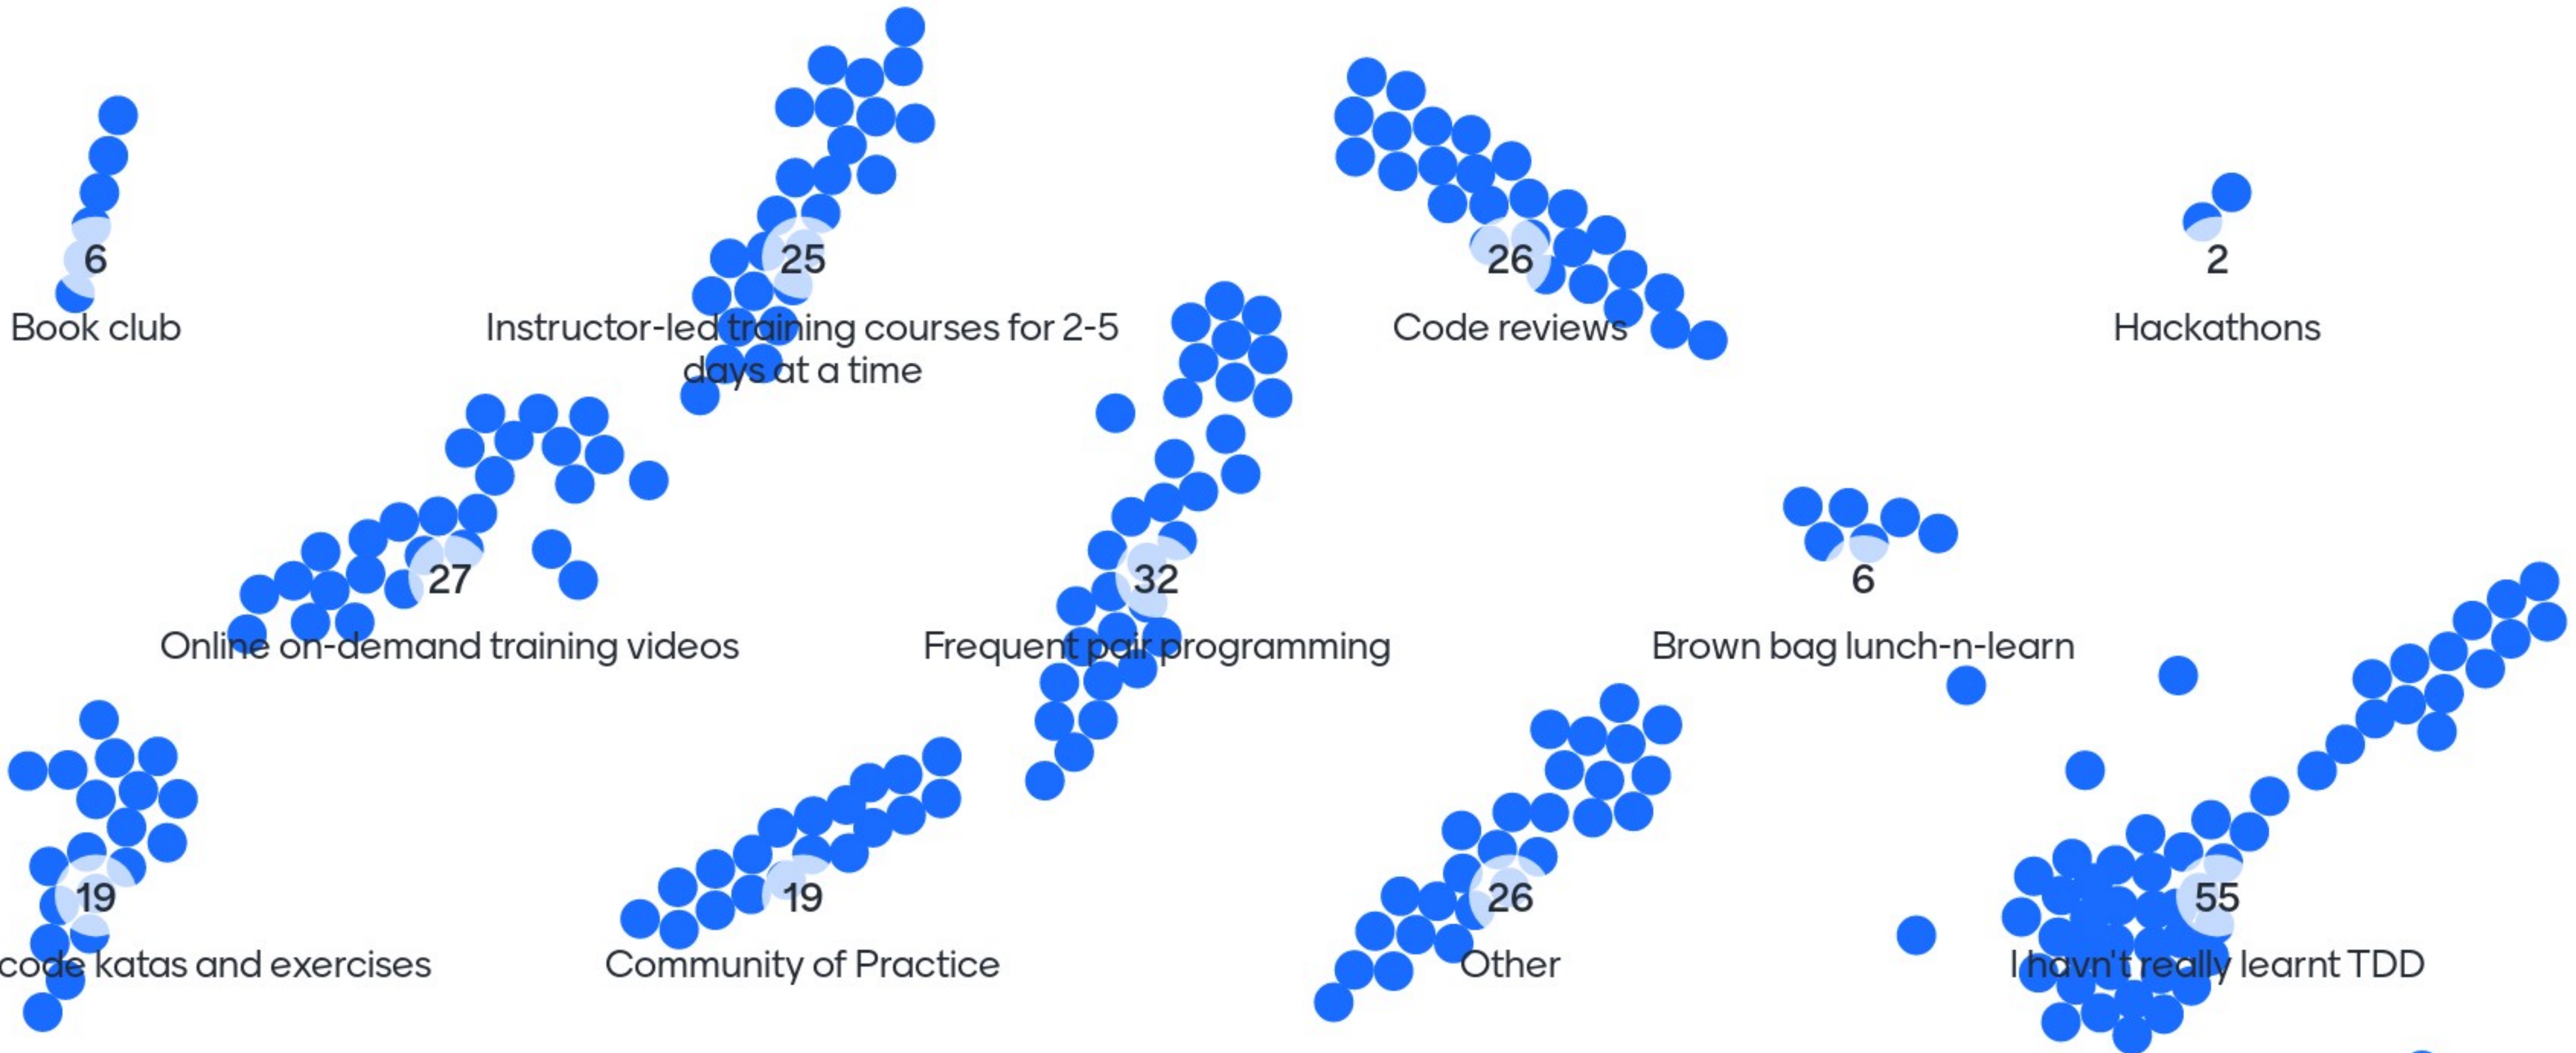 6
25
26
2
Book club
Instructor-led training courses for 2-5
days at a time
Code reviews
Hackathons
27
32
6
Online on-demand training videos
Frequent pair programming
Brown bag lunch-n-learn
19
19
26
55
code katas and exercises
Community of Practice
Other
I havn't really learnt TDD